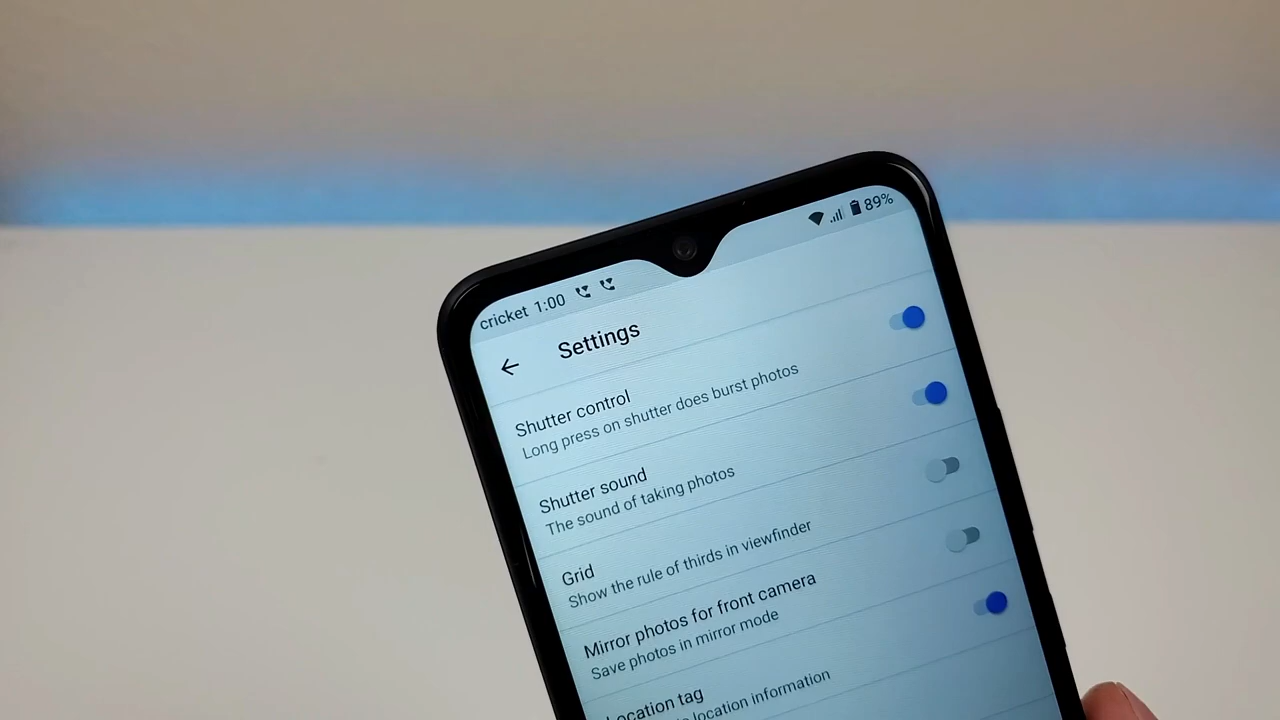 cricket 1:00 89%
Settings
Shutter control
Long press on shutter does burst photos
Shutter sound
The sound of taking photos
Grid
Show the rule of thirds in viewfinder
Mirror photos for front camera
Save photos in mirror mode
Location tag
location information